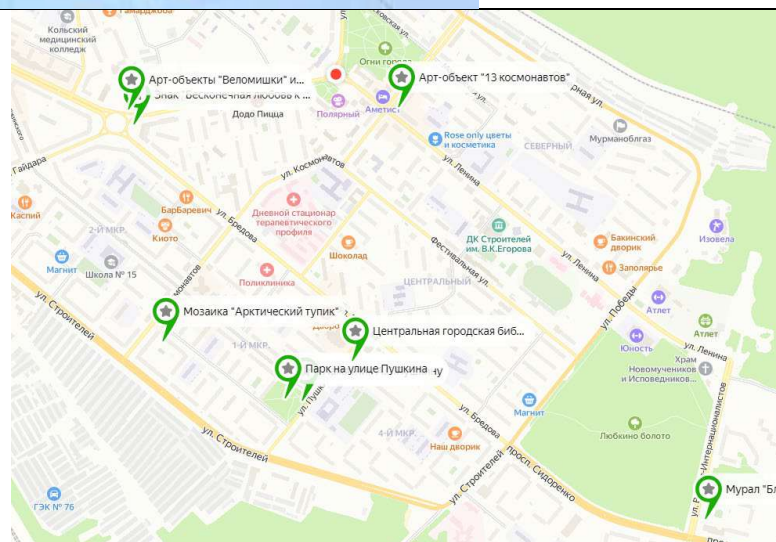 Гамарджоба
Кольский
медицинский
колледж
Огни города
Арт-объекты "Веломишки" и...
Арт-объект "13 космонавтов"
Додо Пицца
Полярный
Аметист
Rose only цветы
и косметика
СЕВЕРНЫЙ
Мурманоблгаз
Гайдара
ул. Космонавтов
ул. Ленина
Каспий
БарБаревич
Дневной стационар
терапевтического
профиля
2-Й МКР.
Киото
ул. Бредова
ДК Строителей
им. В.К.Егорова
Бакинский
дворик
Изовела
Шоколад
Фестивальная ул.
ул. Ленина
Магнит
Школа № 15
Поликлиника
ЦЕНТРАЛЬНЫЙ
Заполярье
ул. Строителей
Мозаика "Арктический тупик"
ул. Победы
Атлет
Центральная городская биб...
Атлет
1-Й МКР.
Юность
ул. Ленина
Парк на улице Пушкина
Храм
Новомучеников
и Исповедников...
Магнит
ул. Бредова
ул. Строителей
4-Й МКР.
Наш дворик
Любкино болото
просп. Сидоренко
ул. Строителей
ГЭК № 76
Мурал "Бл